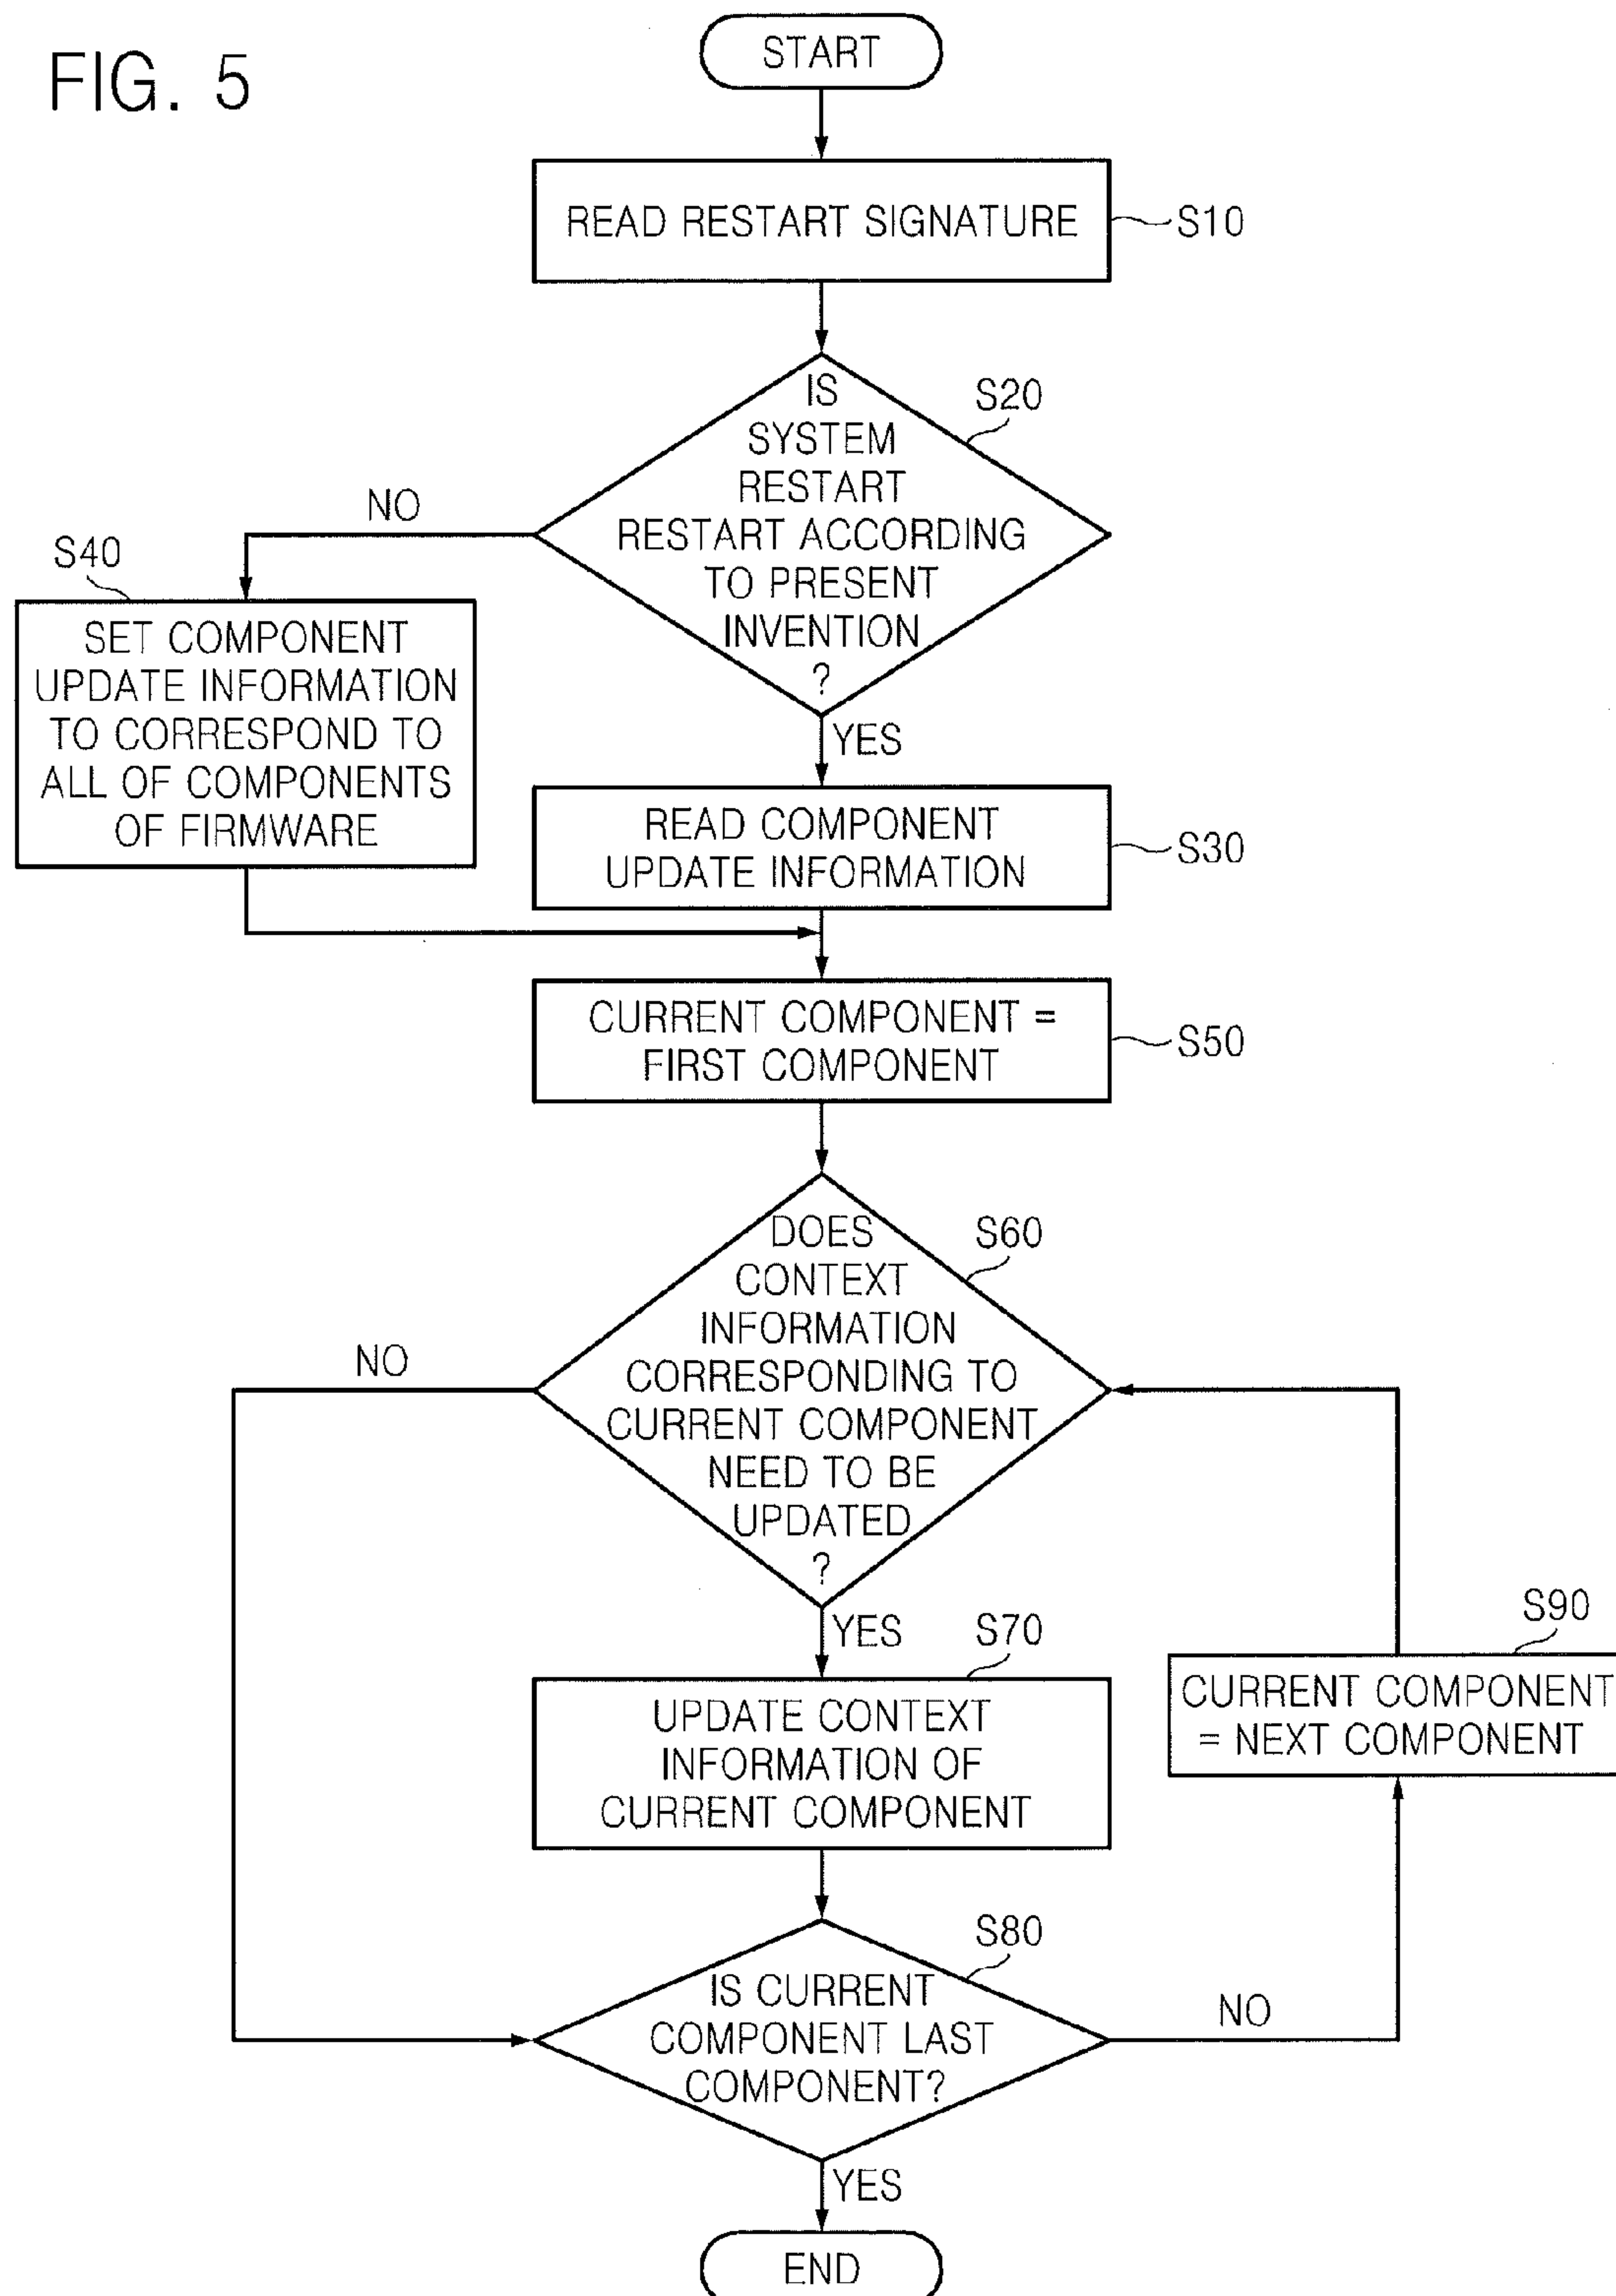 FIG. 5
START
READ RESTART SIGNATURE
S10
IS
SYSTEM
RESTART
RESTART ACCORDING
TO PRESENT
INVENTION
?
S20
NO
YES
S40
SET COMPONENT
UPDATE INFORMATION
TO CORRESPOND TO
ALL OF COMPONENTS
OF FIRMWARE
READ COMPONENT
UPDATE INFORMATION
S30
CURRENT COMPONENT =
FIRST COMPONENT
S50
DOES
CONTEXT
INFORMATION
CORRESPONDING TO
CURRENT COMPONENT
NEED TO BE
UPDATED
?
S60
NO
YES
S70
UPDATE CONTEXT
INFORMATION OF
CURRENT COMPONENT
S90
CURRENT COMPONENT
= NEXT COMPONENT
S80
IS CURRENT
COMPONENT LAST
COMPONENT?
NO
YES
END